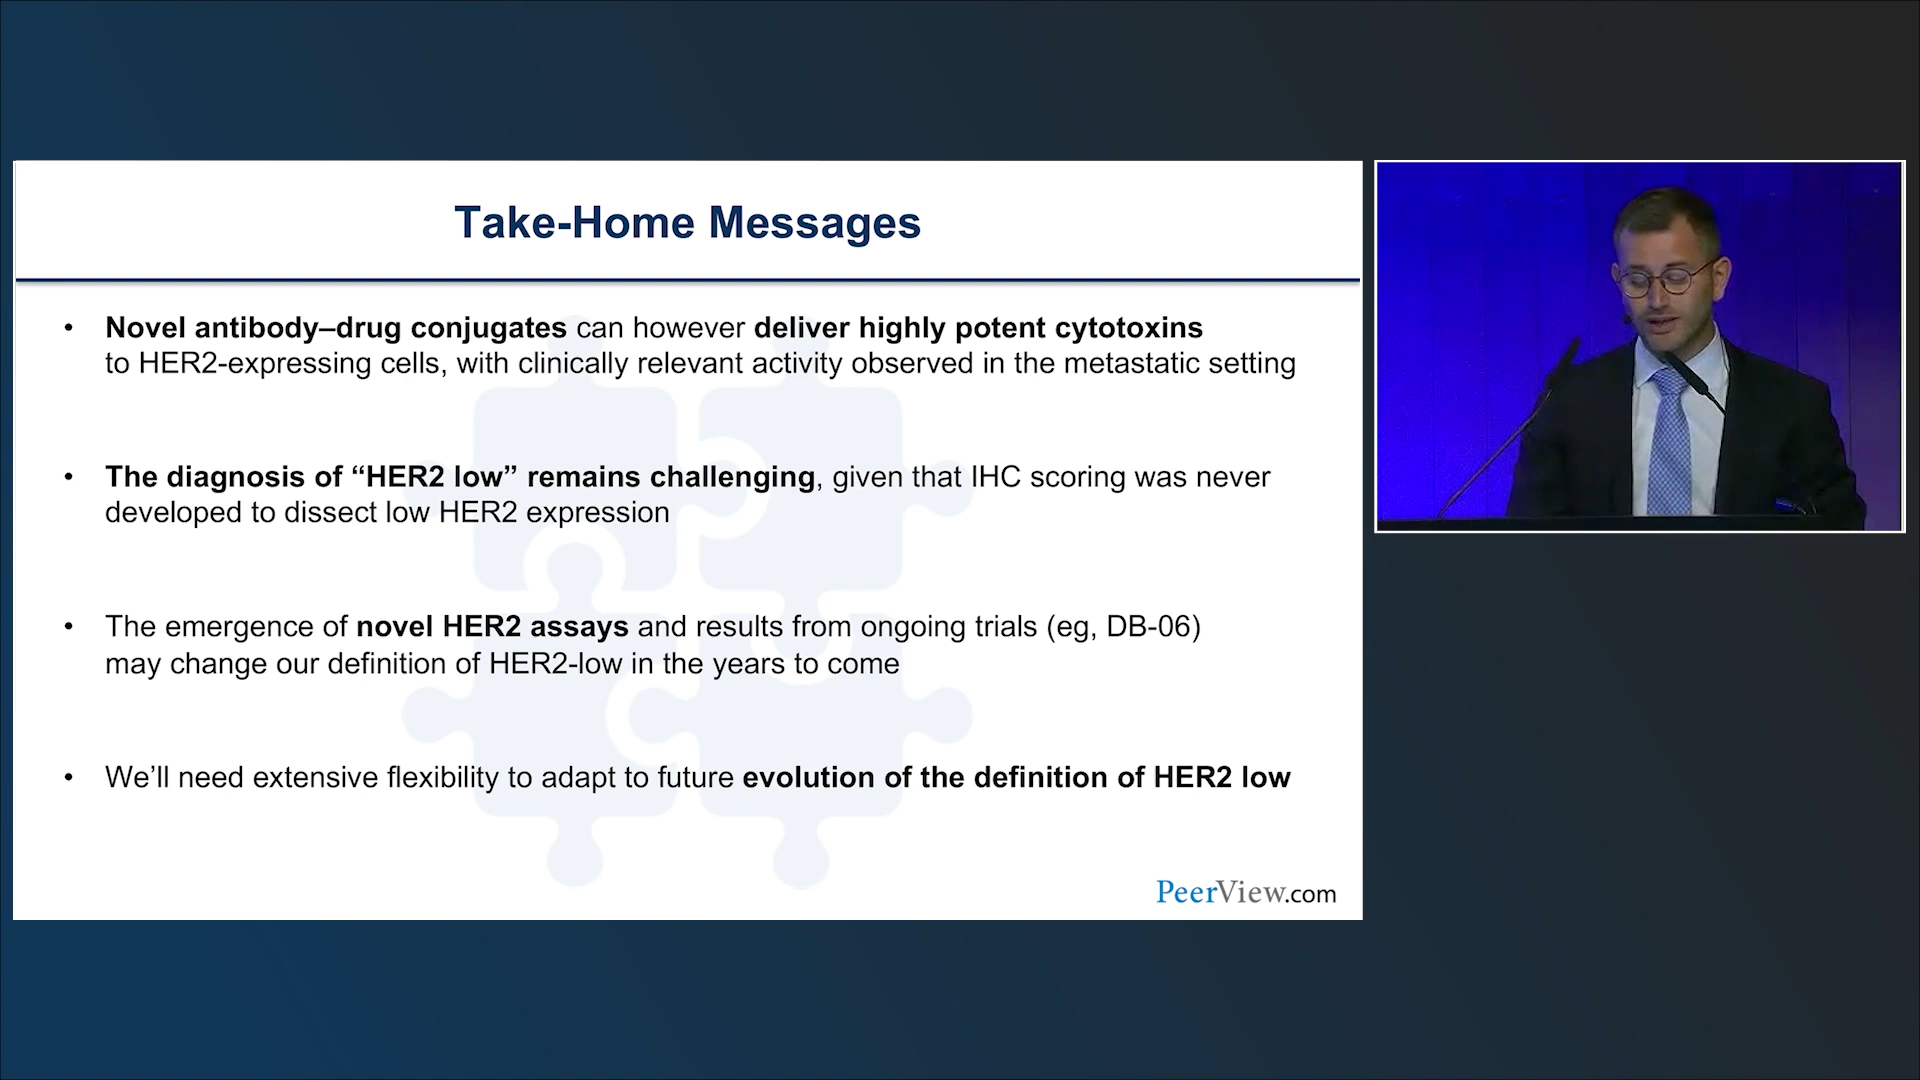 Take-Home Messages
• Novel antibody–drug conjugates can however deliver highly potent cytotoxins
to HER2-expressing cells, with clinically relevant activity observed in the metastatic setting
• The diagnosis of “HER2 low” remains challenging, given that IHC scoring was never
developed to dissect low HER2 expression
• The emergence of novel HER2 assays and results from ongoing trials (eg, DB-06)
may change our definition of HER2-low in the years to come
• We’ll need extensive flexibility to adapt to future evolution of the definition of HER2 low
PeerView.com